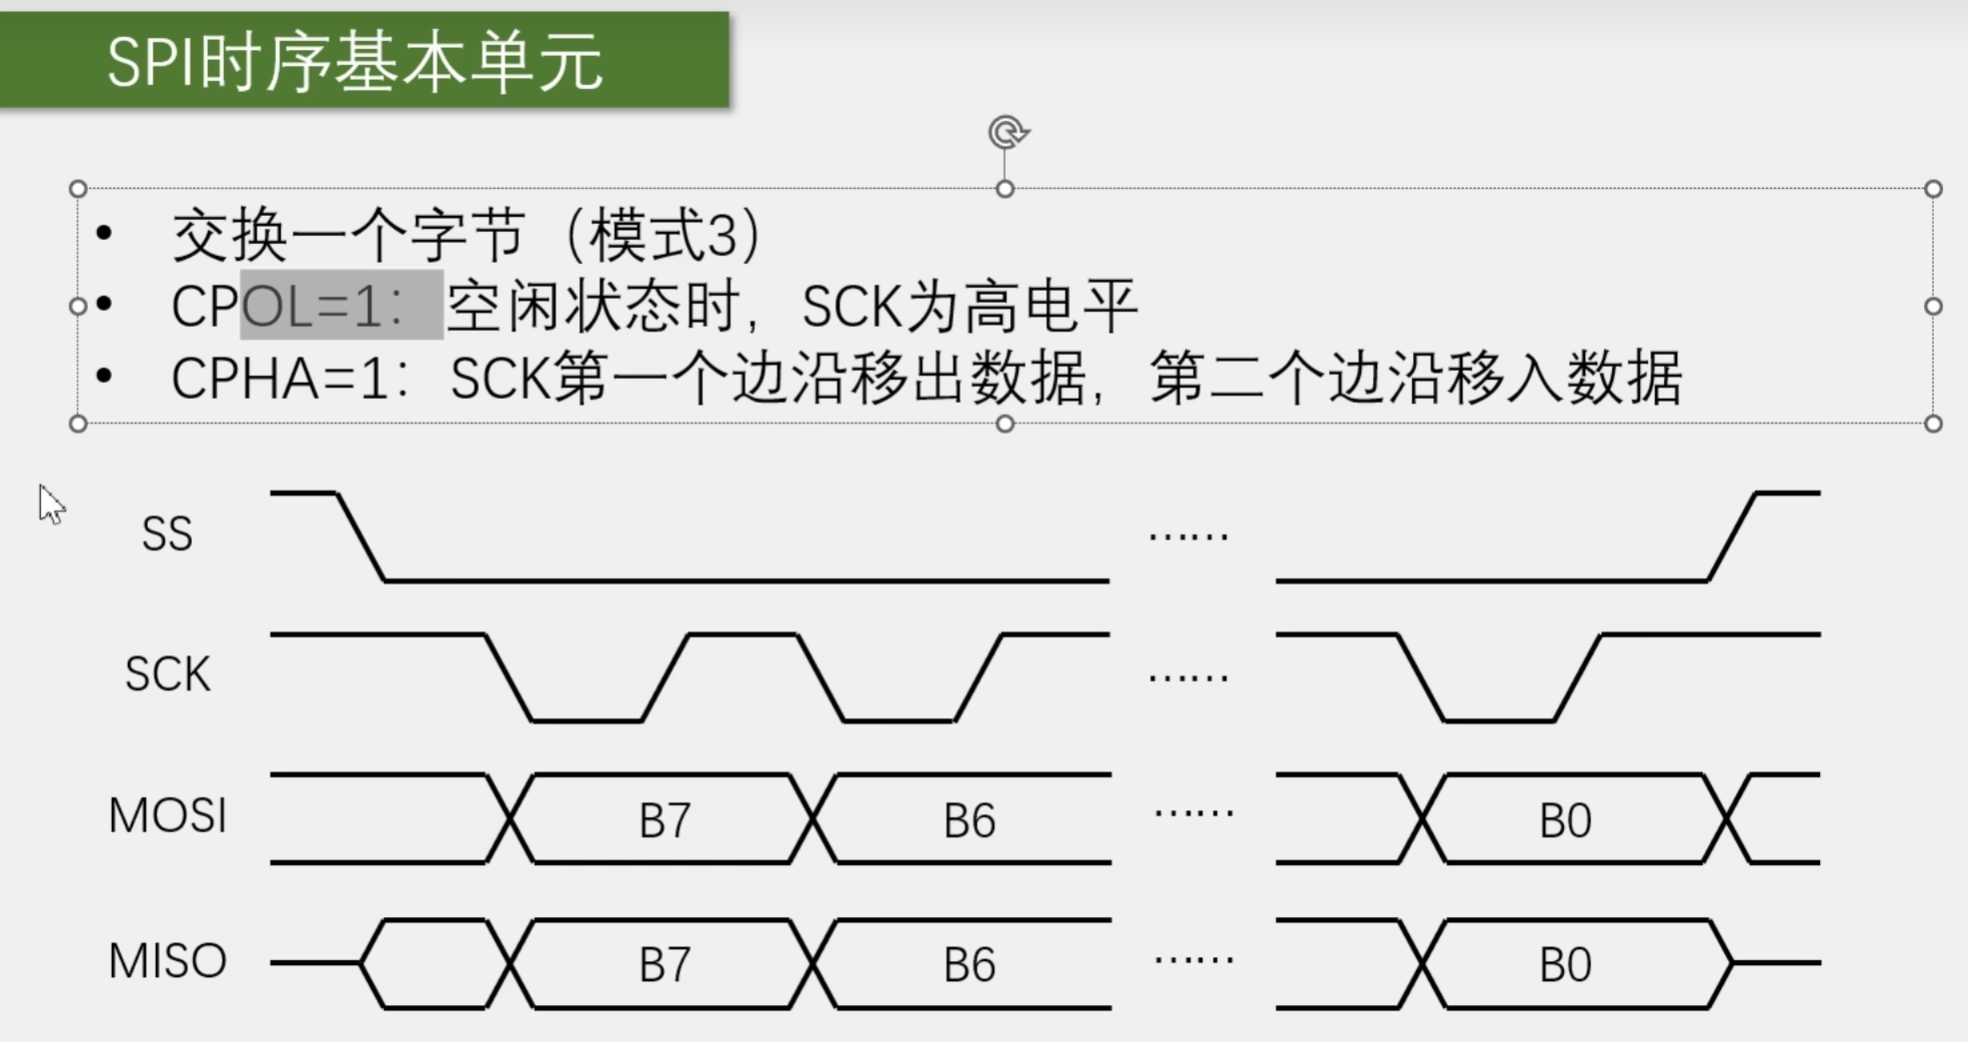 SPI时序基本单元
• 交换一个字节（模式3）
• CPOL=1：空闲状态时，SCK为高电平
• CPHA=1：SCK第一个边沿移出数据，第二个边沿移入数据
SS ……
SCK ……
MOSI B7 B6 …… B0
MISO B7 B6 …… B0